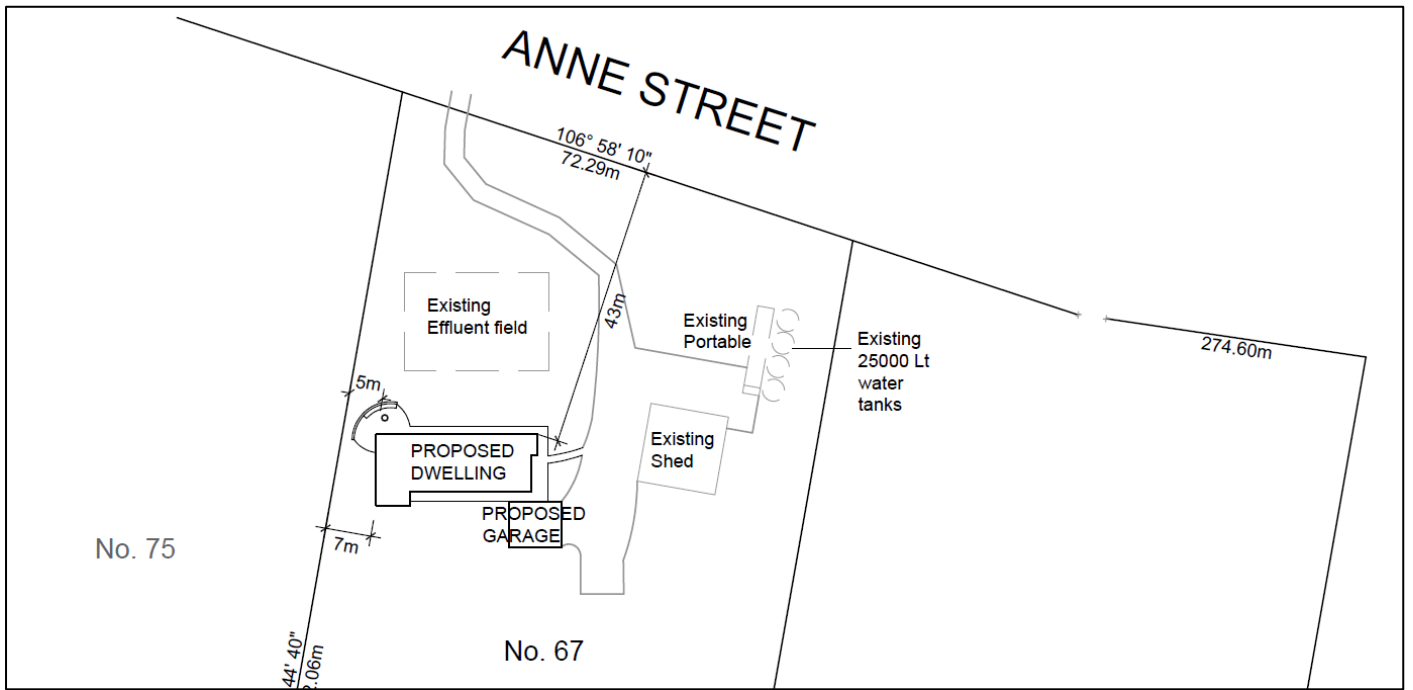 ANNE STREET
106° 58' 10"
72.29m
Existing
Effluent field
43m
Existing
Portable
Existing
25000 Lt
water
tanks
274.60m
5m
PROPOSED
DWELLING
Existing
Shed
PROPOSED
GARAGE
7m
No. 75
No. 67
44' 40"
.06m